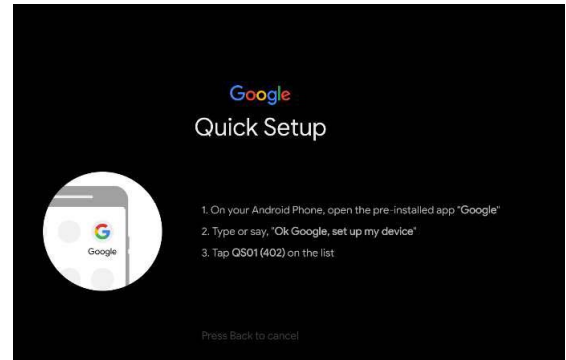 Google
Quick Setup
1. On your Android Phone, open the pre-installed app "Google"
2. Type or say, "Ok Google, set up my device"
3. Tap QS01 (402) on the list
G
Google
Press Back to cancel